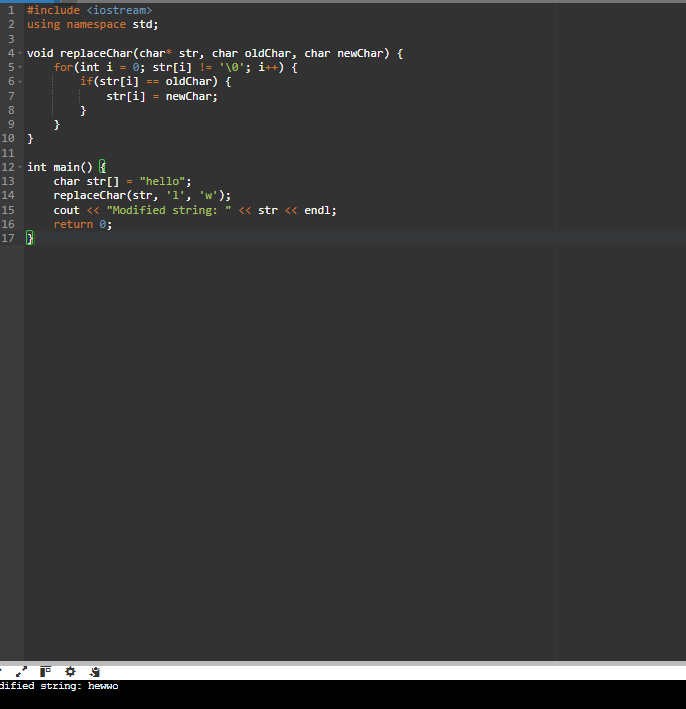 1 #include <iostream>
2 using namespace std;
3
4 void replaceChar(char* str, char oldChar, char newChar) {
5     for(int i = 0; str[i] != '\0'; i++) {
6         if(str[i] == oldChar) {
7             str[i] = newChar;
8         }
9     }
10 }
11
12 int main() {
13     char str[] = "hello";
14     replaceChar(str, 'l', 'w');
15     cout << "Modified string: " << str << endl;
16     return 0;
17 }
dified string: hewwo